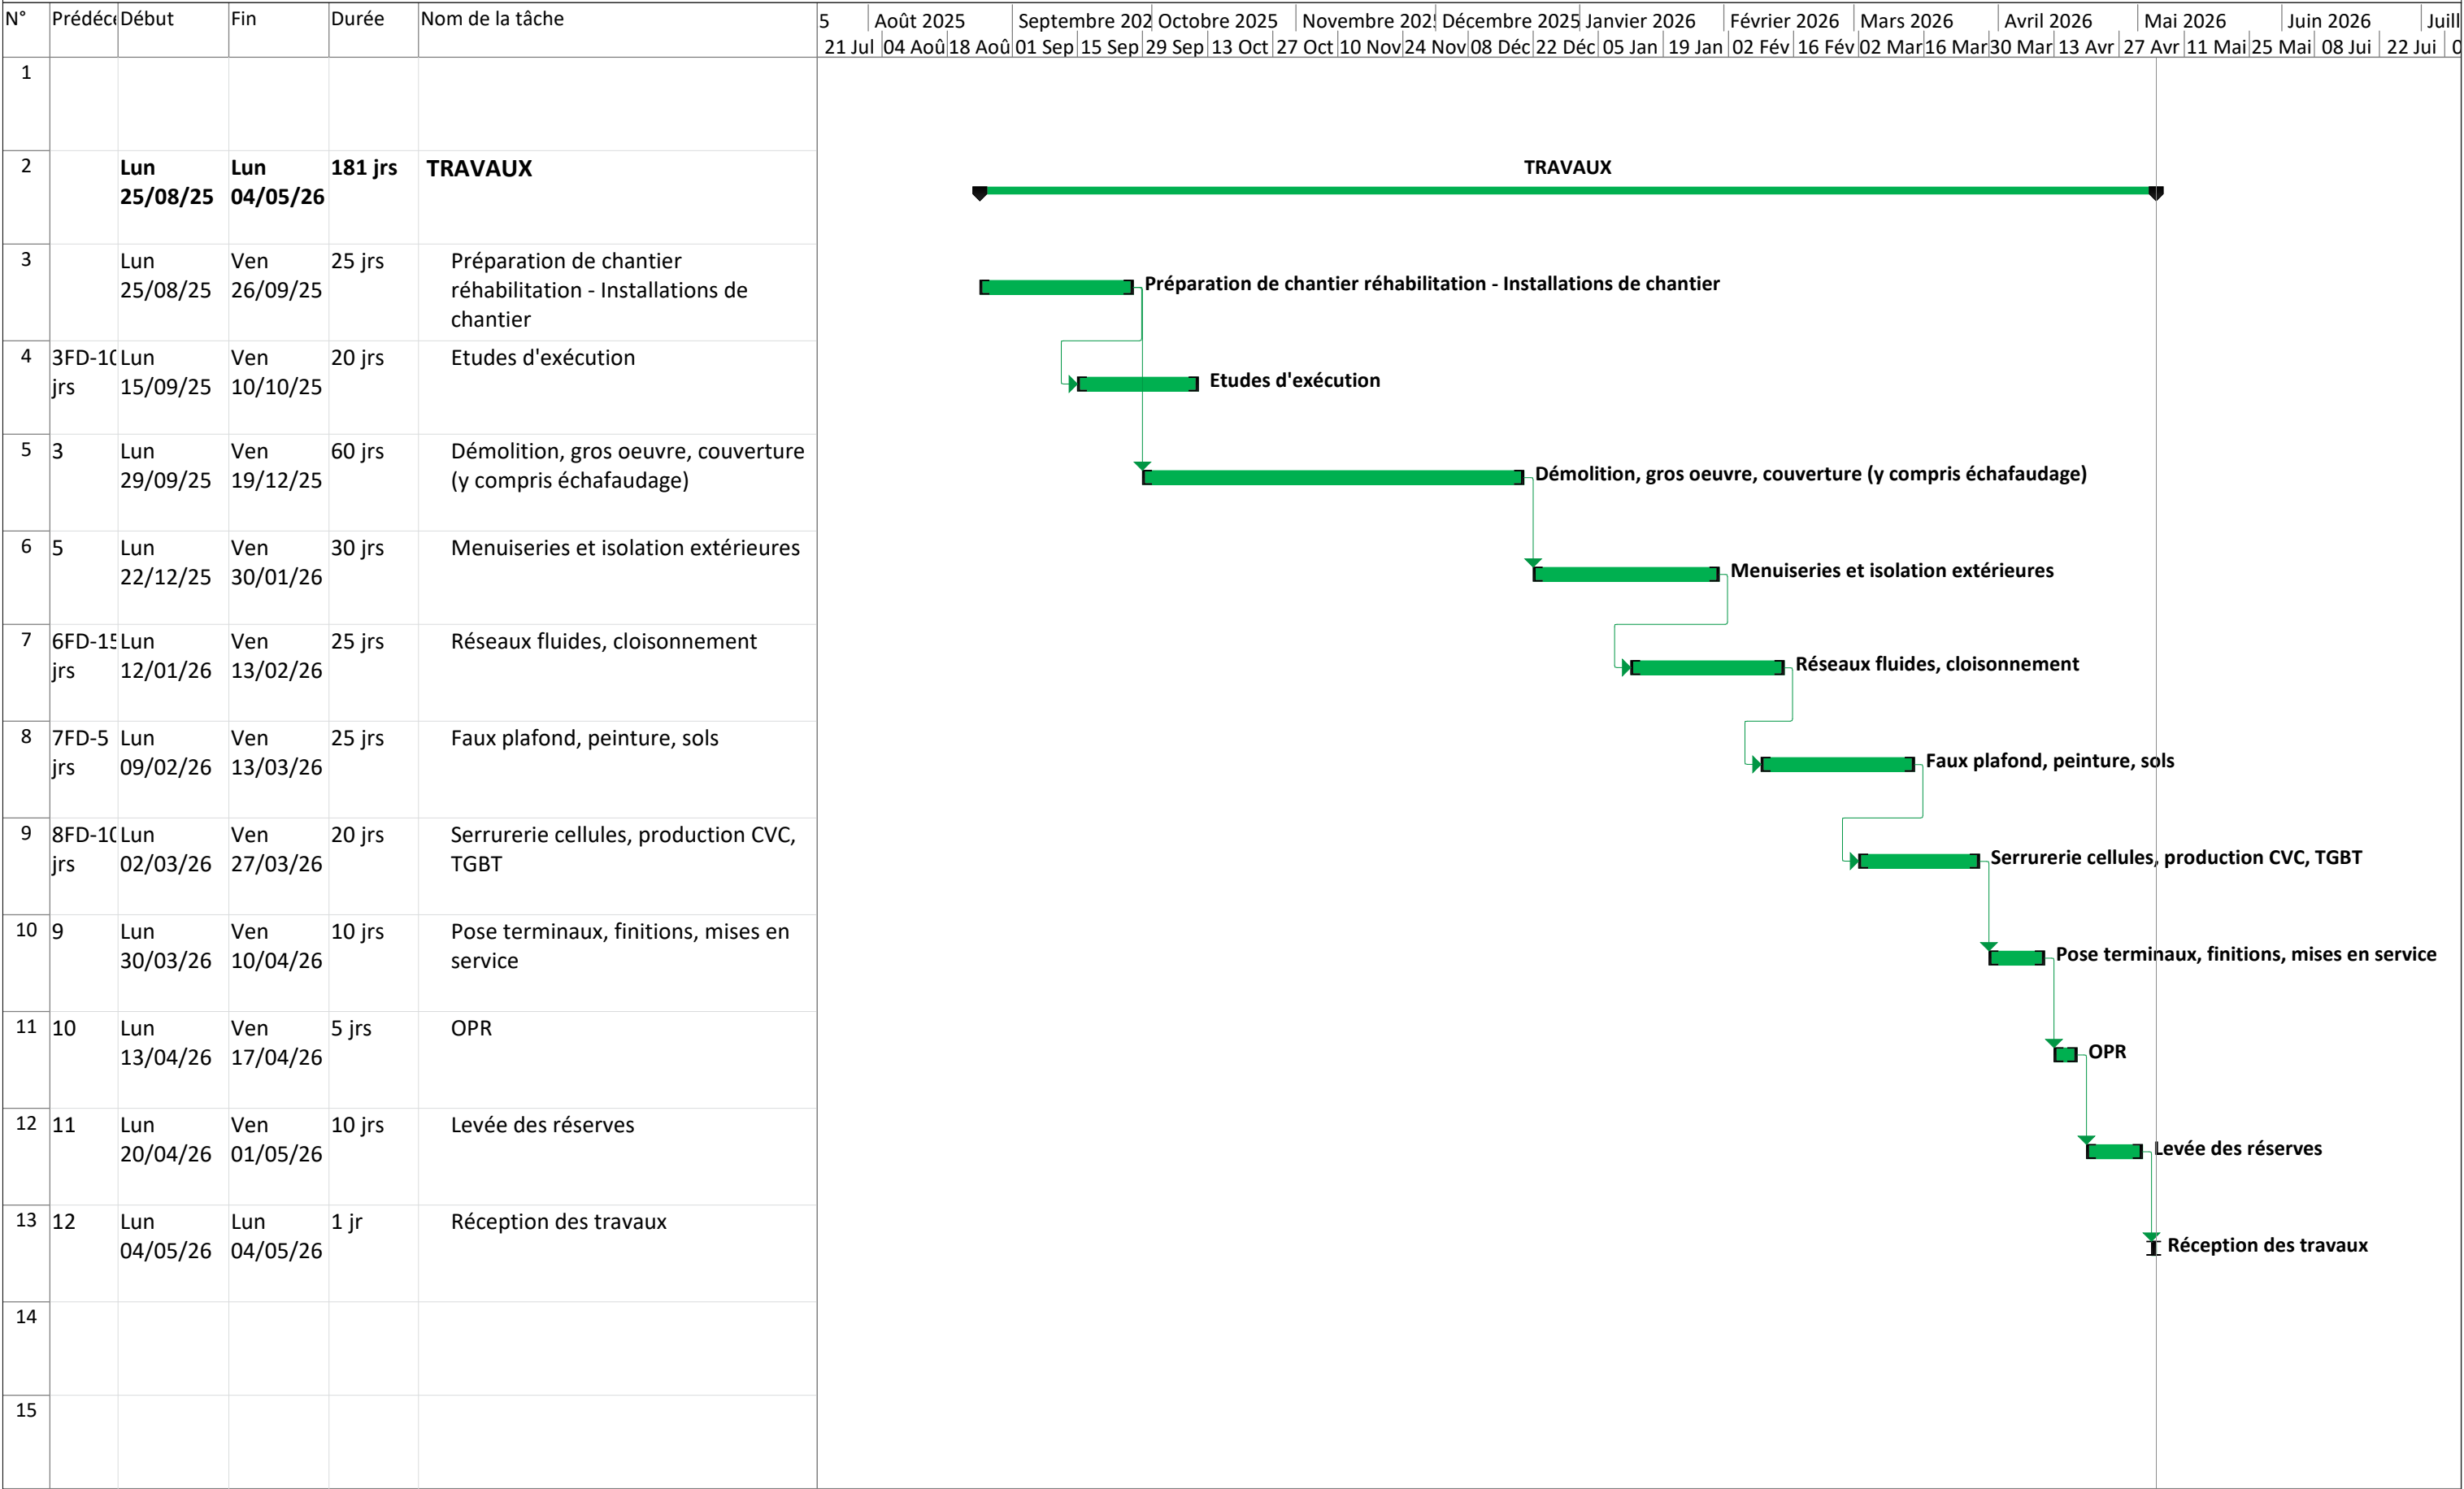 N° Prédéce Début Fin Durée Nom de la tâche
5 Août 2025 Septembre 202 Octobre 2025 Novembre 202 Décembre 2025 Janvier 2026 Février 2026 Mars 2026 Avril 2026 Mai 2026 Juin 2026 Juill
21 Jul 04 Aoû 18 Aoû 01 Sep 15 Sep 29 Sep 13 Oct 27 Oct 10 Nov 24 Nov 08 Déc 22 Déc 05 Jan 19 Jan 02 Fév 16 Fév 02 Mar 16 Mar 30 Mar 13 Avr 27 Avr 11 Mai 25 Mai 08 Jui 22 Jui 0
1
2 Lun 25/08/25 Lun 04/05/26 181 jrs TRAVAUX
TRAVAUX
3 Lun 25/08/25 Ven 26/09/25 25 jrs Préparation de chantier
réhabilitation - Installations de
chantier
Préparation de chantier réhabilitation - Installations de chantier
4 3FD-10 jrs Lun 15/09/25 Ven 10/10/25 20 jrs Etudes d'exécution
Etudes d'exécution
5 3 Lun 29/09/25 Ven 19/12/25 60 jrs Démolition, gros oeuvre, couverture
(y compris échafaudage)
Démolition, gros oeuvre, couverture (y compris échafaudage)
6 5 Lun 22/12/25 Ven 30/01/26 30 jrs Menuiseries et isolation extérieures
Menuiseries et isolation extérieures
7 6FD-15 jrs Lun 12/01/26 Ven 13/02/26 25 jrs Réseaux fluides, cloisonnement
Réseaux fluides, cloisonnement
8 7FD-5 jrs Lun 09/02/26 Ven 13/03/26 25 jrs Faux plafond, peinture, sols
Faux plafond, peinture, sols
9 8FD-10 jrs Lun 02/03/26 Ven 27/03/26 20 jrs Serrurerie cellules, production CVC,
TGBT
Serrurerie cellules, production CVC, TGBT
10 9 Lun 30/03/26 Ven 10/04/26 10 jrs Pose terminaux, finitions, mises en
service
Pose terminaux, finitions, mises en service
11 10 Lun 13/04/26 Ven 17/04/26 5 jrs OPR
OPR
12 11 Lun 20/04/26 Ven 01/05/26 10 jrs Levée des réserves
Levée des réserves
13 12 Lun 04/05/26 Lun 04/05/26 1 jr Réception des travaux
Réception des travaux
14
15